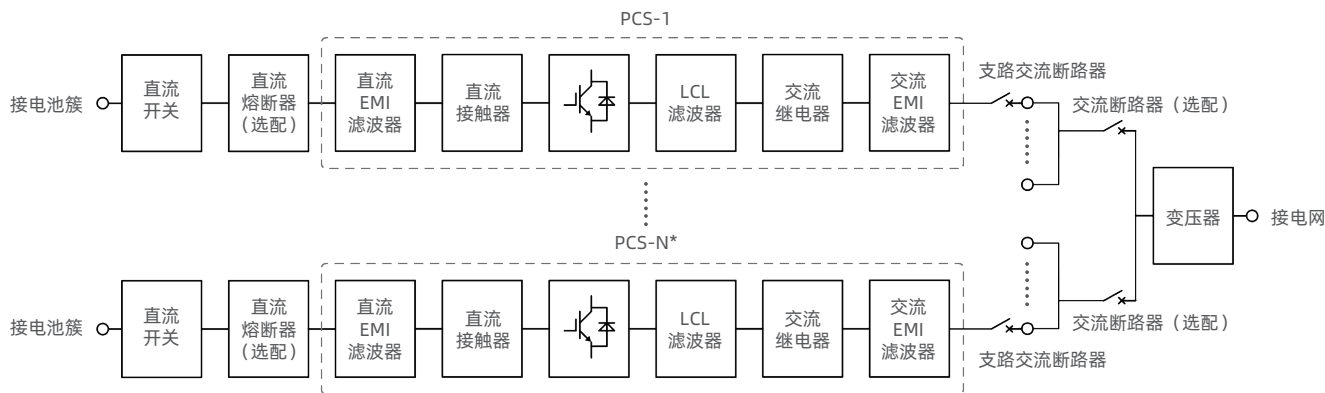 PCS-1
接电池簇
直流
开关
直流
熔断器
(选配)
直流
EMI
滤波器
直流
接触器
LCL
滤波器
交流
继电器
交流
EMI
滤波器
支路交流断路器
交流断路器（选配）
变压器
接电网
PCS-N*
接电池簇
直流
开关
直流
熔断器
(选配)
直流
EMI
滤波器
直流
接触器
LCL
滤波器
交流
继电器
交流
EMI
滤波器
交流断路器（选配）
支路交流断路器